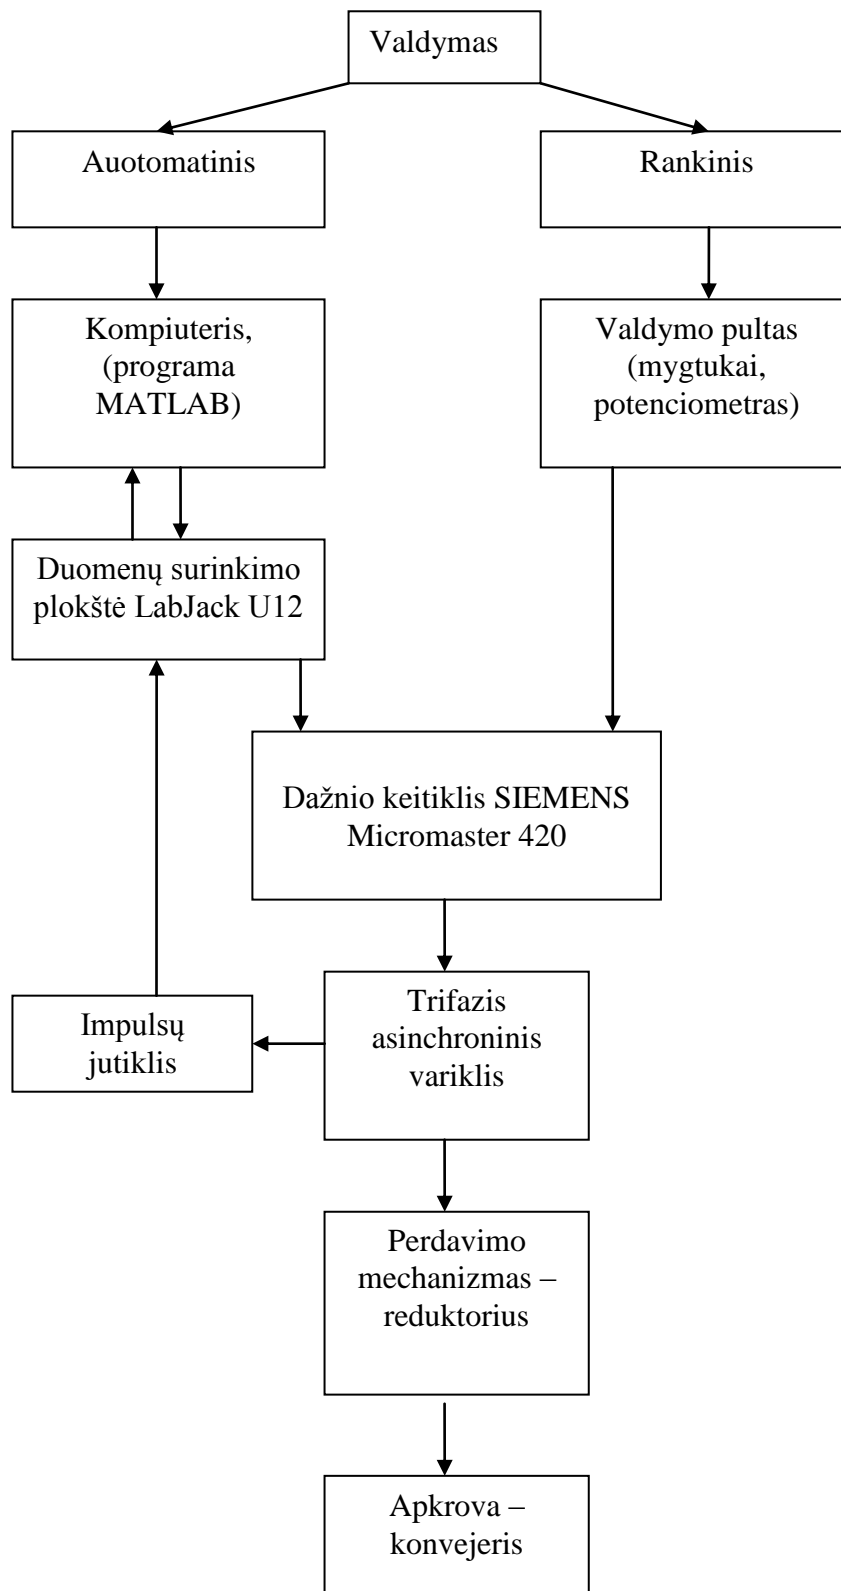 Valdymas
Auotomatinis
Rankinis
Kompiuteris,
(programa
MATLAB)
Valdymo pultas
(mygtukai,
potenciometras)
Duomenų surinkimo
plokštė LabJack U12
Dažnio keitiklis SIEMENS
Micromaster 420
Impulsų
jutiklis
Trifazis
asinchroninis
variklis
Perdavimo
mechanizmas –
reduktorius
Apkrova –
konvejeris